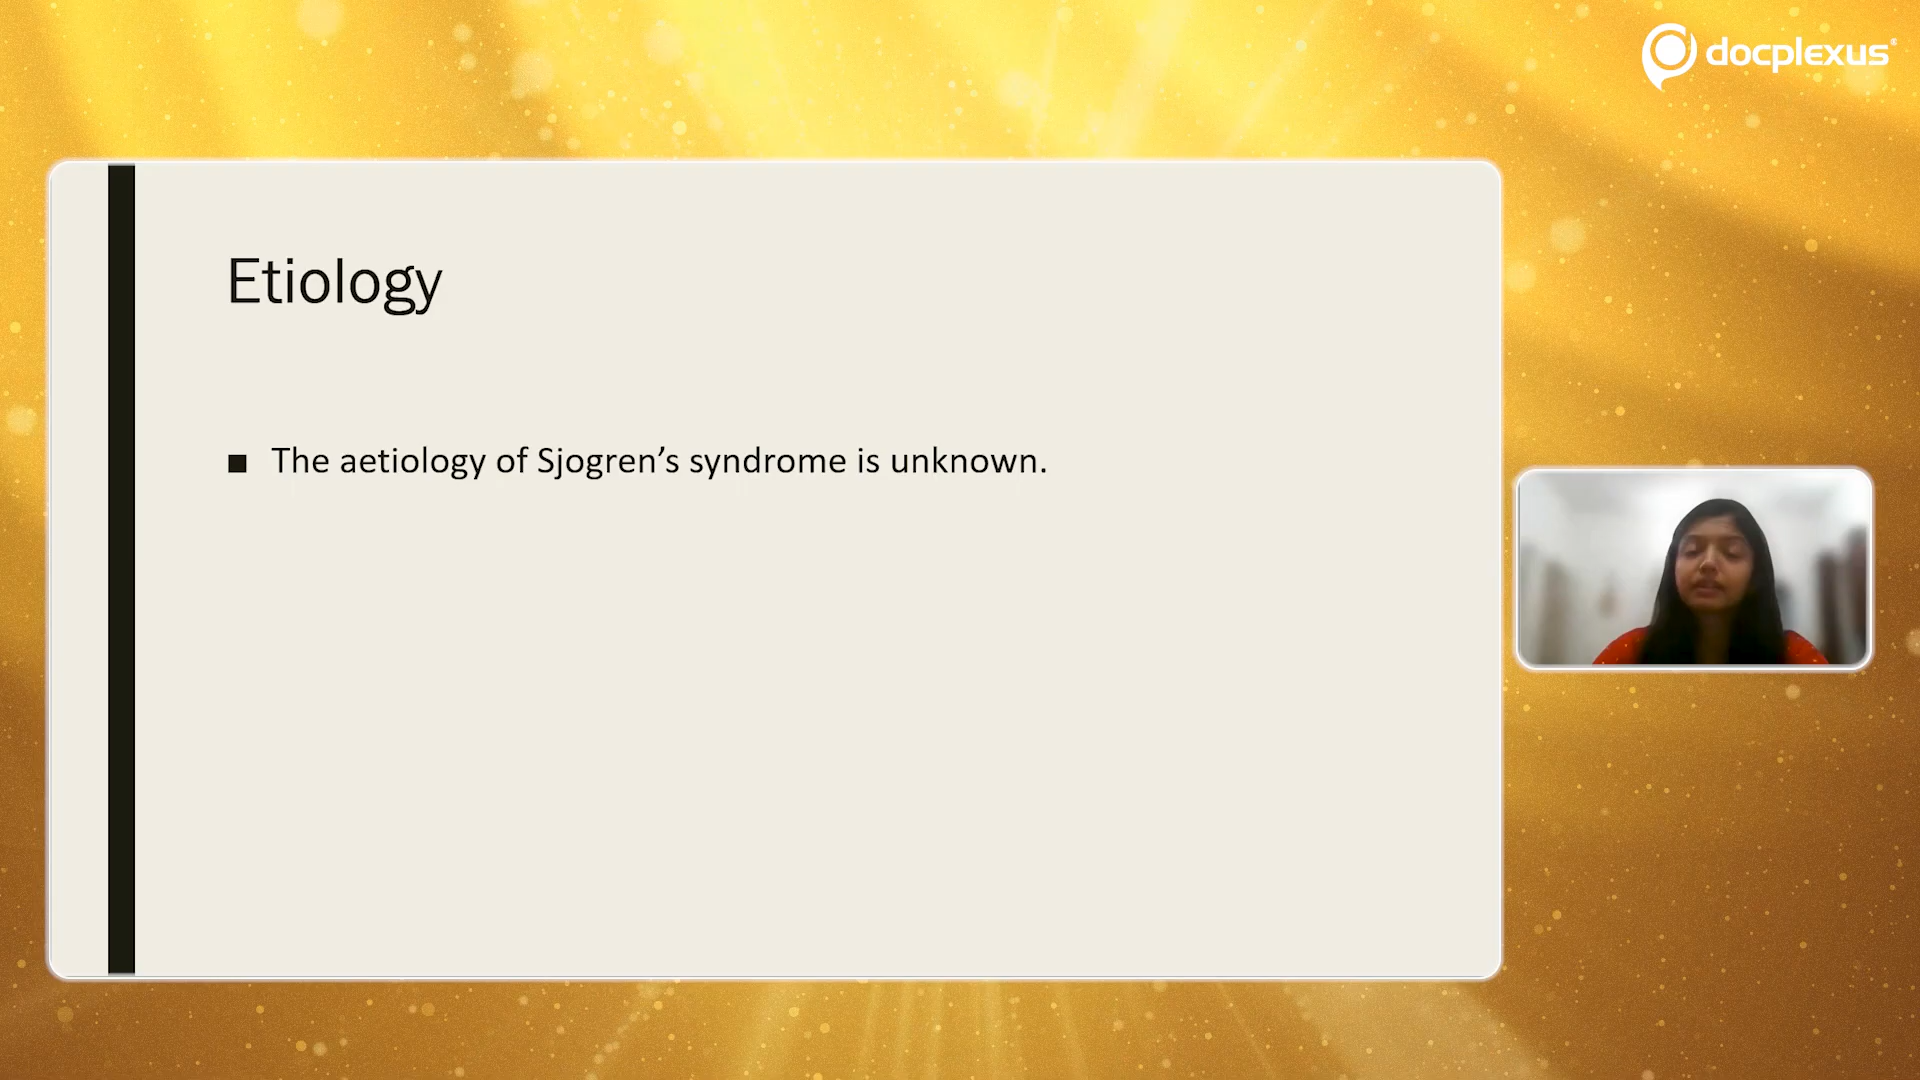 docplexus®
Etiology
■ The aetiology of Sjogren’s syndrome is unknown.